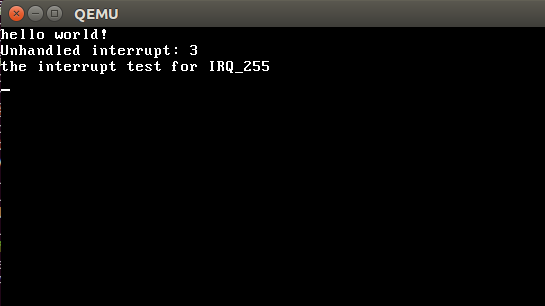 QEMU
hello world!
Unhandled interrupt: 3
the interrupt test for IRQ_255